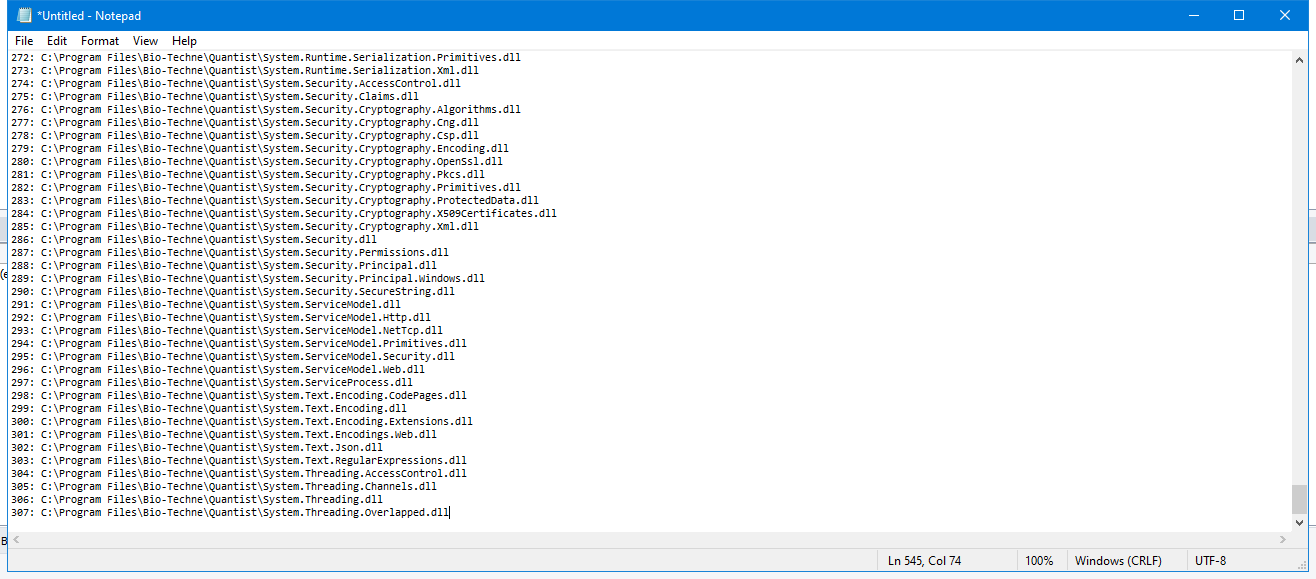 *Untitled - Notepad
File Edit Format View Help
272: C:\Program Files\Bio-Techne\Quantist\System.Runtime.Serialization.Primitives.dll
273: C:\Program Files\Bio-Techne\Quantist\System.Runtime.Serialization.Xml.dll
274: C:\Program Files\Bio-Techne\Quantist\System.Security.AccessControl.dll
275: C:\Program Files\Bio-Techne\Quantist\System.Security.Claims.dll
276: C:\Program Files\Bio-Techne\Quantist\System.Security.Cryptography.Algorithms.dll
277: C:\Program Files\Bio-Techne\Quantist\System.Security.Cryptography.Cng.dll
278: C:\Program Files\Bio-Techne\Quantist\System.Security.Cryptography.Csp.dll
279: C:\Program Files\Bio-Techne\Quantist\System.Security.Cryptography.Encoding.dll
280: C:\Program Files\Bio-Techne\Quantist\System.Security.Cryptography.OpenSsl.dll
281: C:\Program Files\Bio-Techne\Quantist\System.Security.Cryptography.Pkcs.dll
282: C:\Program Files\Bio-Techne\Quantist\System.Security.Cryptography.Primitives.dll
283: C:\Program Files\Bio-Techne\Quantist\System.Security.Cryptography.ProtectedData.dll
284: C:\Program Files\Bio-Techne\Quantist\System.Security.Cryptography.X509Certificates.dll
285: C:\Program Files\Bio-Techne\Quantist\System.Security.Cryptography.Xml.dll
286: C:\Program Files\Bio-Techne\Quantist\System.Security.dll
287: C:\Program Files\Bio-Techne\Quantist\System.Security.Permissions.dll
288: C:\Program Files\Bio-Techne\Quantist\System.Security.Principal.dll
289: C:\Program Files\Bio-Techne\Quantist\System.Security.Principal.Windows.dll
290: C:\Program Files\Bio-Techne\Quantist\System.Security.SecureString.dll
291: C:\Program Files\Bio-Techne\Quantist\System.ServiceModel.dll
292: C:\Program Files\Bio-Techne\Quantist\System.ServiceModel.Http.dll
293: C:\Program Files\Bio-Techne\Quantist\System.ServiceModel.NetTcp.dll
294: C:\Program Files\Bio-Techne\Quantist\System.ServiceModel.Primitives.dll
295: C:\Program Files\Bio-Techne\Quantist\System.ServiceModel.Security.dll
296: C:\Program Files\Bio-Techne\Quantist\System.ServiceModel.Web.dll
297: C:\Program Files\Bio-Techne\Quantist\System.ServiceProcess.dll
298: C:\Program Files\Bio-Techne\Quantist\System.Text.Encoding.CodePages.dll
299: C:\Program Files\Bio-Techne\Quantist\System.Text.Encoding.dll
300: C:\Program Files\Bio-Techne\Quantist\System.Text.Encoding.Extensions.dll
301: C:\Program Files\Bio-Techne\Quantist\System.Text.Encodings.Web.dll
302: C:\Program Files\Bio-Techne\Quantist\System.Text.Json.dll
303: C:\Program Files\Bio-Techne\Quantist\System.Text.RegularExpressions.dll
304: C:\Program Files\Bio-Techne\Quantist\System.Threading.AccessControl.dll
305: C:\Program Files\Bio-Techne\Quantist\System.Threading.Channels.dll
306: C:\Program Files\Bio-Techne\Quantist\System.Threading.dll
307: C:\Program Files\Bio-Techne\Quantist\System.Threading.Overlapped.dll
Ln 545, Col 74 100% Windows (CRLF) UTF-8